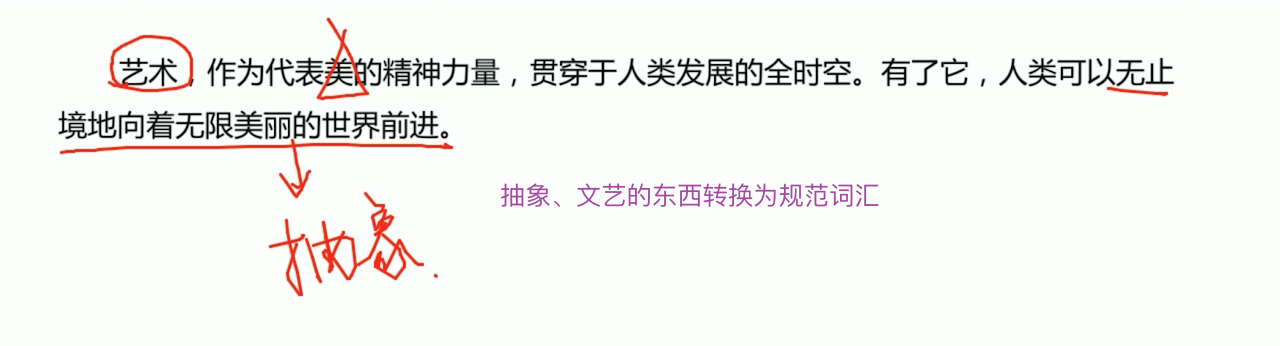 艺术，作为代表美的精神力量，贯穿于人类发展的全时空。有了它，人类可以无止
境地向着无限美丽的世界前进。
抽象、文艺的东西转换为规范词汇
抽象.